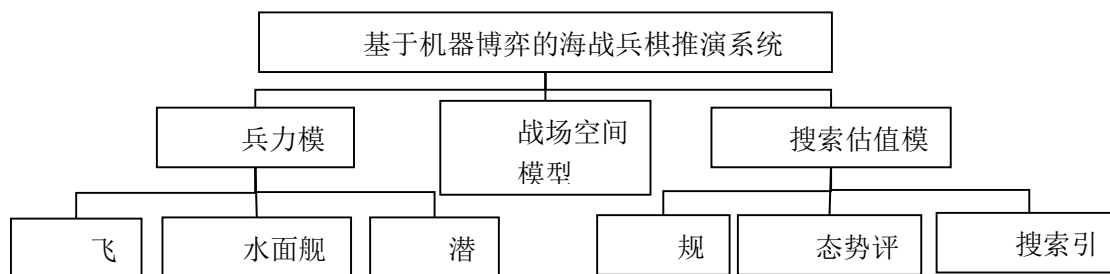 基于机器博弈的海战兵棋推演系统
兵力模
战场空间
模型
搜索估值模
飞
水面舰
潜
规
态势评
搜索引